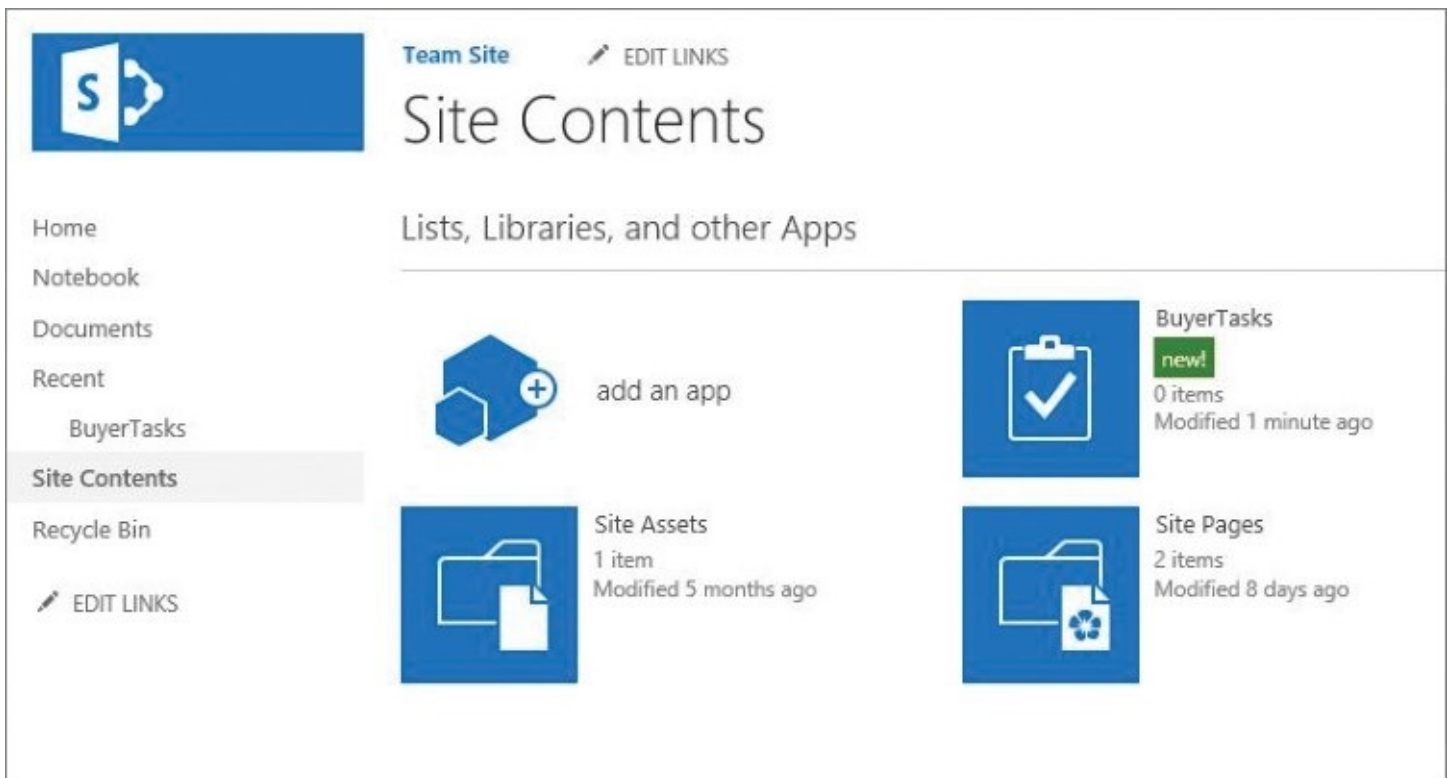 S
Team Site
EDIT LINKS
Site Contents
Home
Notebook
Documents
Recent
BuyerTasks
Site Contents
Recycle Bin
EDIT LINKS
Lists, Libraries, and other Apps
add an app
BuyerTasks
new!
0 items
Modified 1 minute ago
Site Assets
1 item
Modified 5 months ago
Site Pages
2 items
Modified 8 days ago